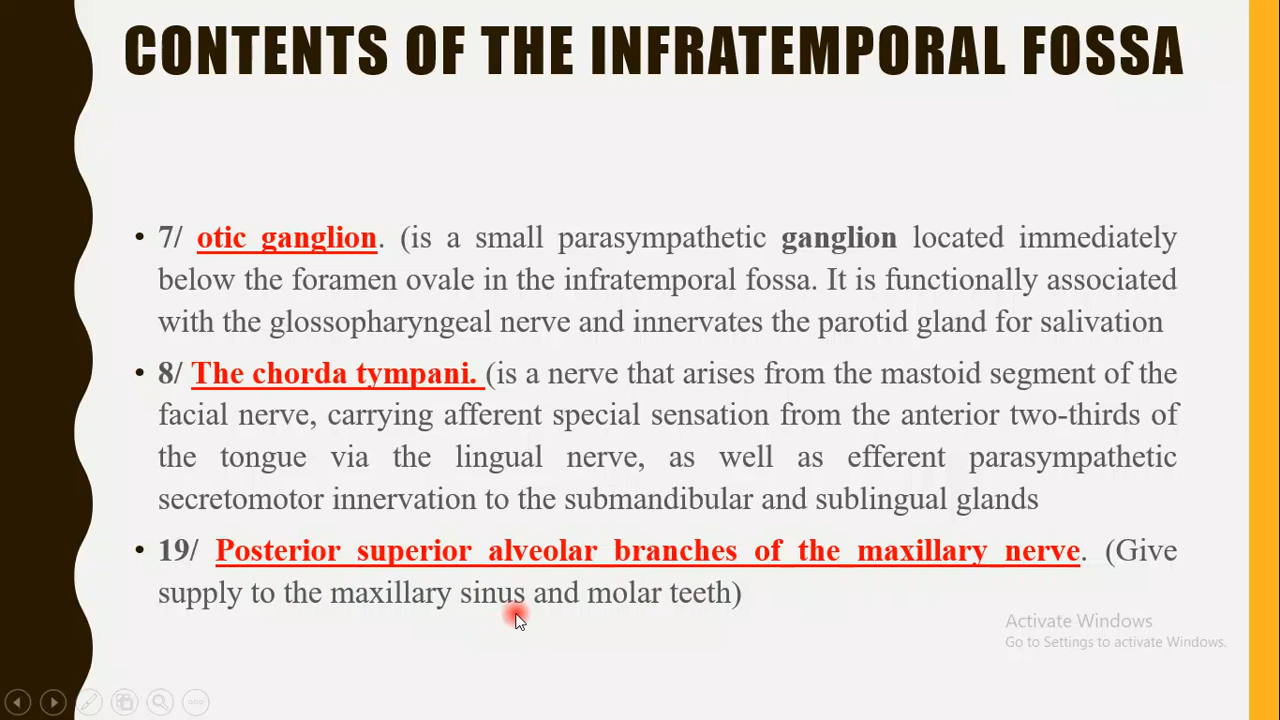 CONTENTS OF THE INFRATEMPORAL FOSSA
• 7/ otic ganglion. (is a small parasympathetic ganglion located immediately
below the foramen ovale in the infratemporal fossa. It is functionally associated
with the glossopharyngeal nerve and innervates the parotid gland for salivation
• 8/ The chorda tympani. (is a nerve that arises from the mastoid segment of the
facial nerve, carrying afferent special sensation from the anterior two-thirds of
the tongue via the lingual nerve, as well as efferent parasympathetic
secretomotor innervation to the submandibular and sublingual glands
• 19/ Posterior superior alveolar branches of the maxillary nerve. (Give
supply to the maxillary sinus and molar teeth)
Activate Windows
Go to Settings to activate Windows.